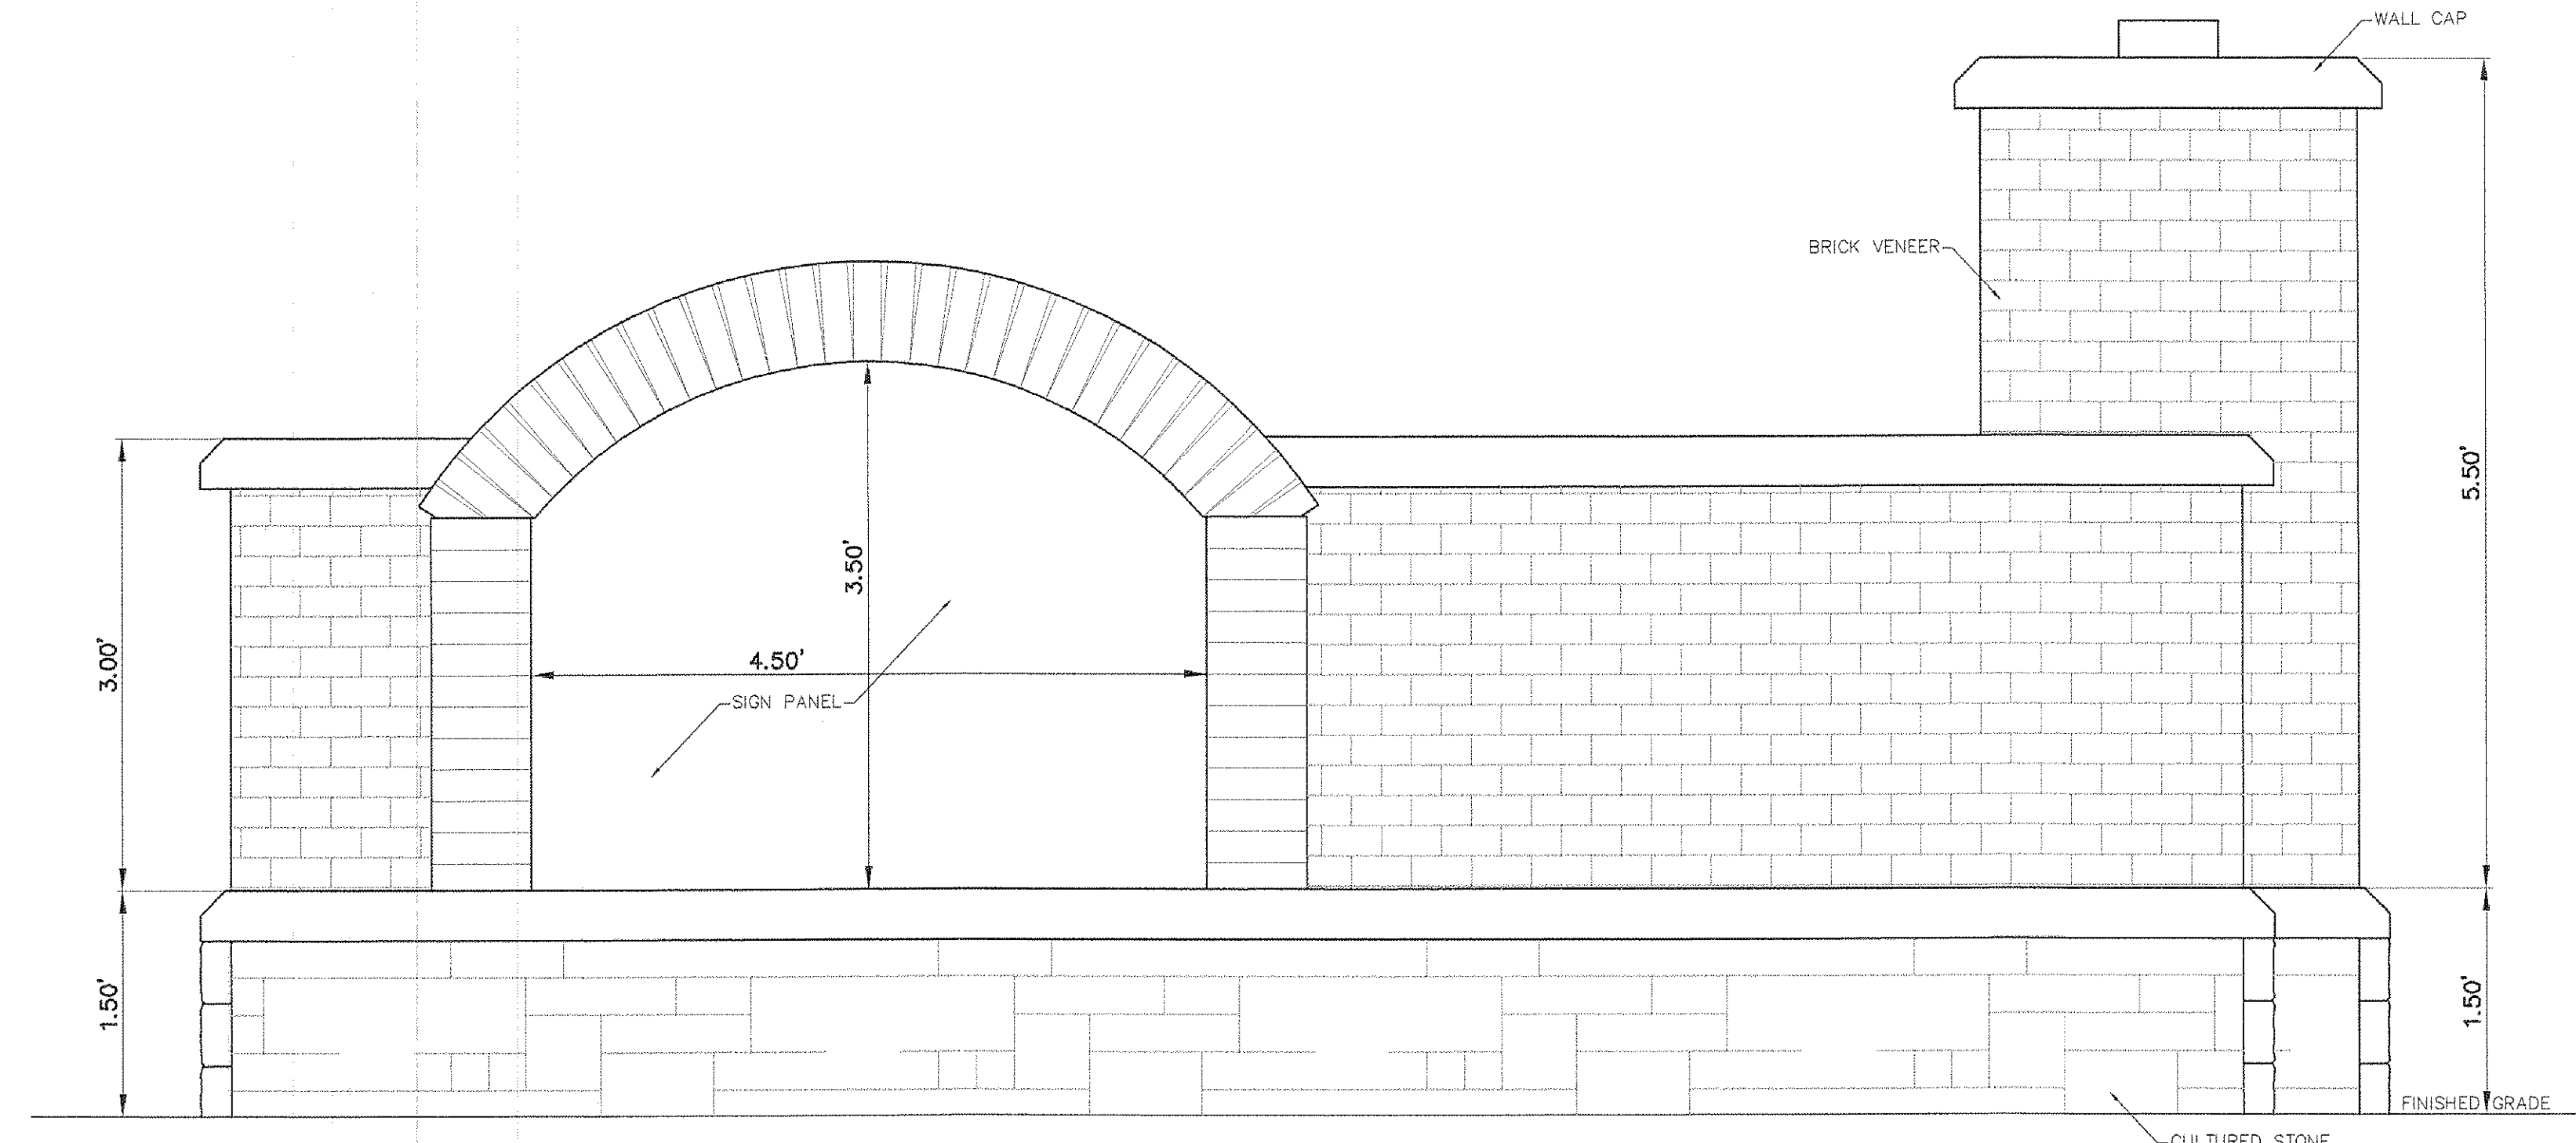 WALL CAP
BRICK VENEER
5.50'
3.50'
3.00'
4.50'
SIGN PANEL
1.50'
1.50'
FINISHED GRADE
CULTURED STONE